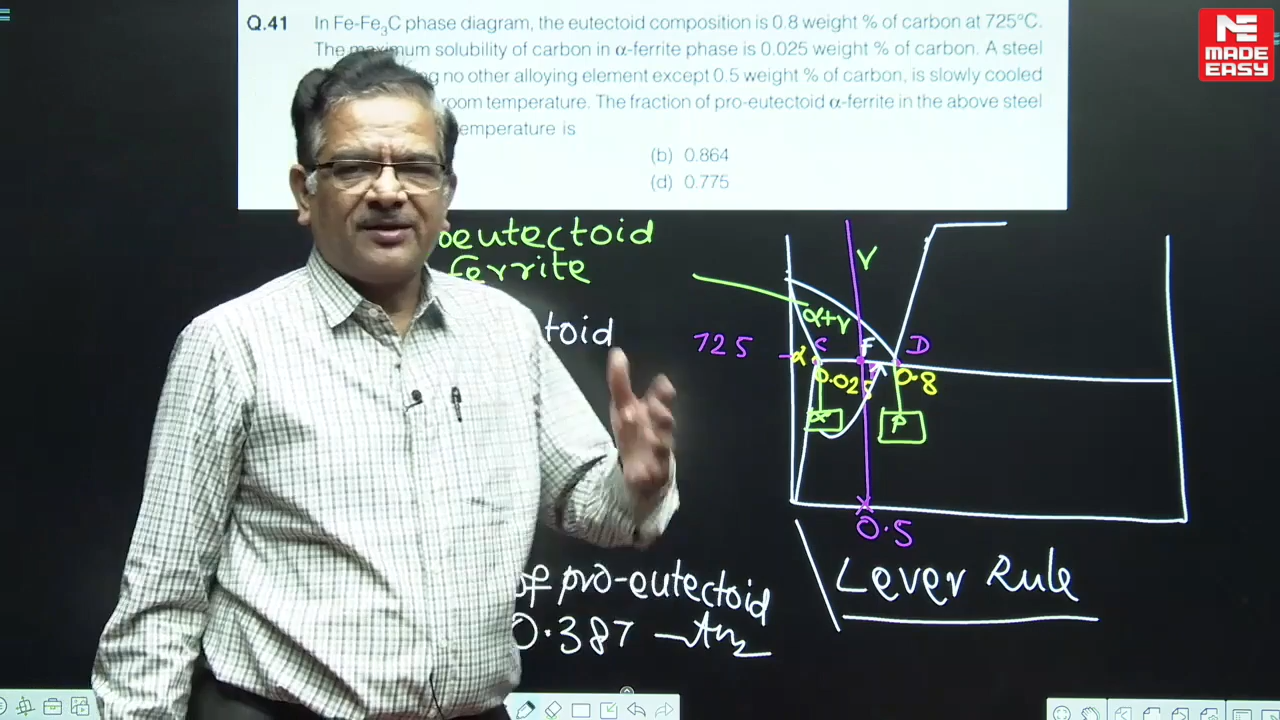 Q.41 In Fe-Fe₃C phase diagram, the eutectoid composition is 0.8 weight % of carbon at 725°C.
The maximum solubility of carbon in α-ferrite phase is 0.025 weight % of carbon. A steel
no other alloying element except 0.5 weight % of carbon, is slowly cooled
room temperature. The fraction of pro-eutectoid α-ferrite in the above steel
temperature is
(b) 0.864
(d) 0.775
MADE
EASY
oeutectoid
ferrite
toid
of pro-eutectoid
0.387
γ
α+γ
725
α
C
F
D
0.025
0.8
α
P
0.5
Lever Rule